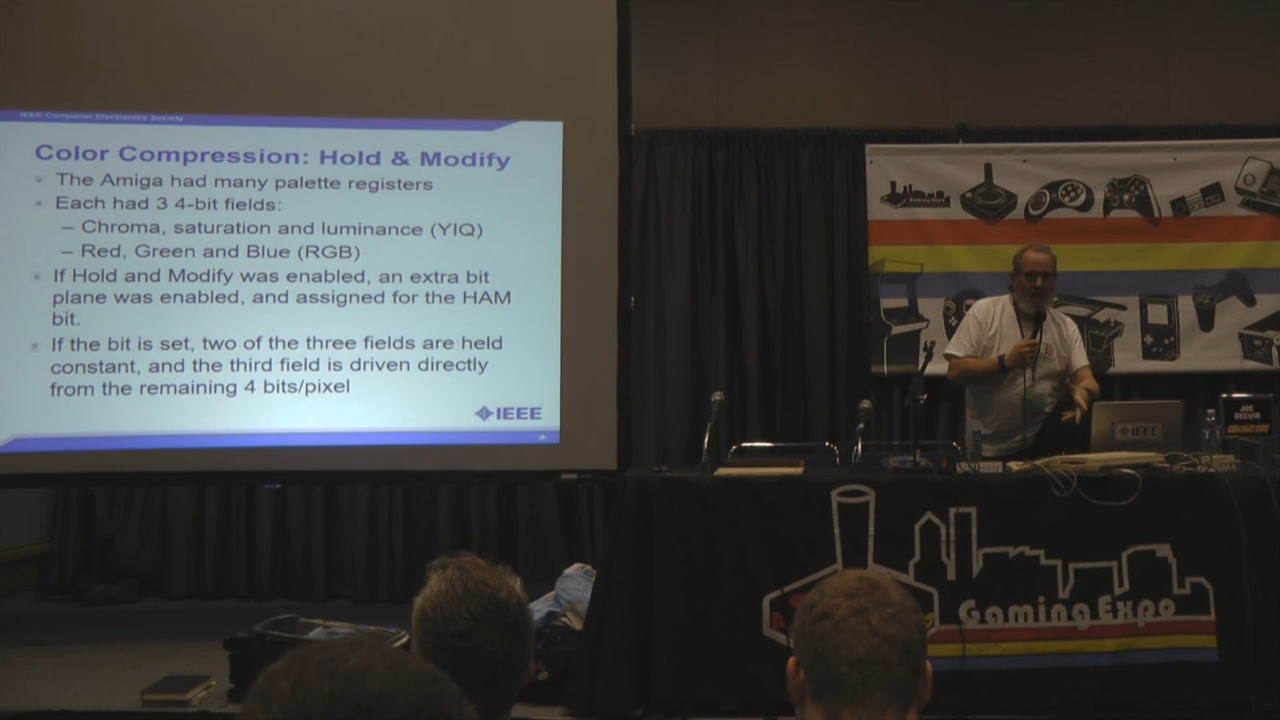 IEEE Consumer Electronics Society
Color Compression: Hold & Modify
The Amiga had many palette registers
Each had 3 4-bit fields:
– Chroma, saturation and luminance (YIQ)
– Red, Green and Blue (RGB)
If Hold and Modify was enabled, an extra bit
plane was enabled, and assigned for the HAM
bit.
If the bit is set, two of the three fields are held
constant, and the third field is driven directly
from the remaining 4 bits/pixel
IEEE
Gaming Expo
IEEE
JOE
DECUIR
Gaming Expo